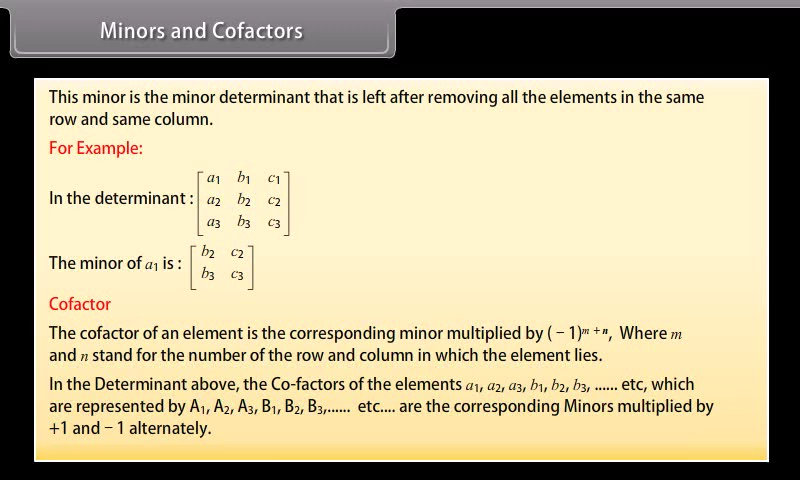 Minors and Cofactors
This minor is the minor determinant that is left after removing all the elements in the same
row and same column.
For Example:
In the determinant : [a₁ b₁ c₁
a₂ b₂ c₂
a₃ b₃ c₃]
The minor of a₁ is : [b₂ c₂
b₃ c₃]
Cofactor
The cofactor of an element is the corresponding minor multiplied by ( − 1)ᵐ ⁺ ⁿ, Where m
and n stand for the number of the row and column in which the element lies.
In the Determinant above, the Co-factors of the elements a₁, a₂, a₃, b₁, b₂, b₃, ...... etc, which
are represented by A₁, A₂, A₃, B₁, B₂, B₃,...... etc.... are the corresponding Minors multiplied by
+1 and − 1 alternately.